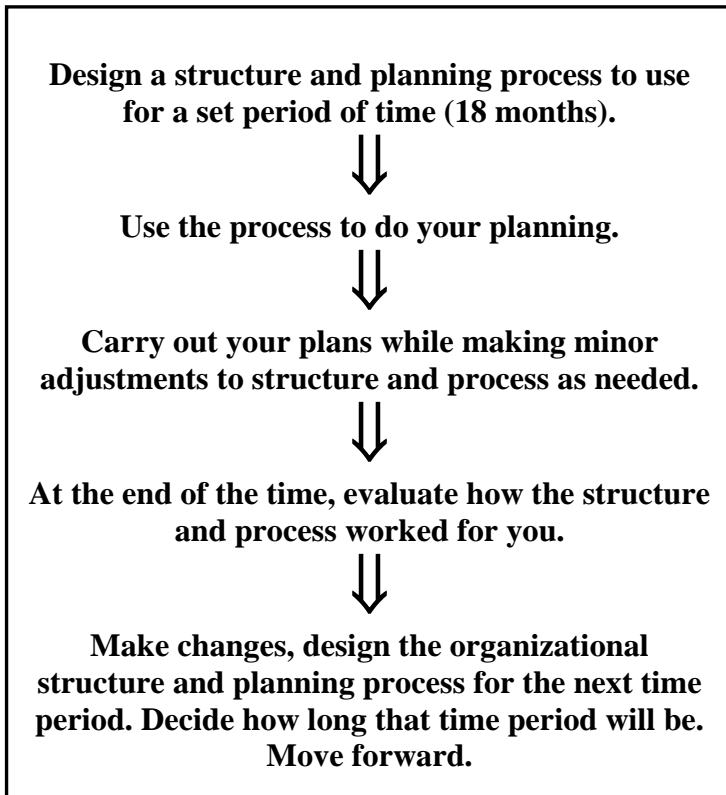 Design a structure and planning process to use
for a set period of time (18 months).
Use the process to do your planning.
Carry out your plans while making minor
adjustments to structure and process as needed.
At the end of the time, evaluate how the structure
and process worked for you.
Make changes, design the organizational
structure and planning process for the next time
period. Decide how long that time period will be.
Move forward.